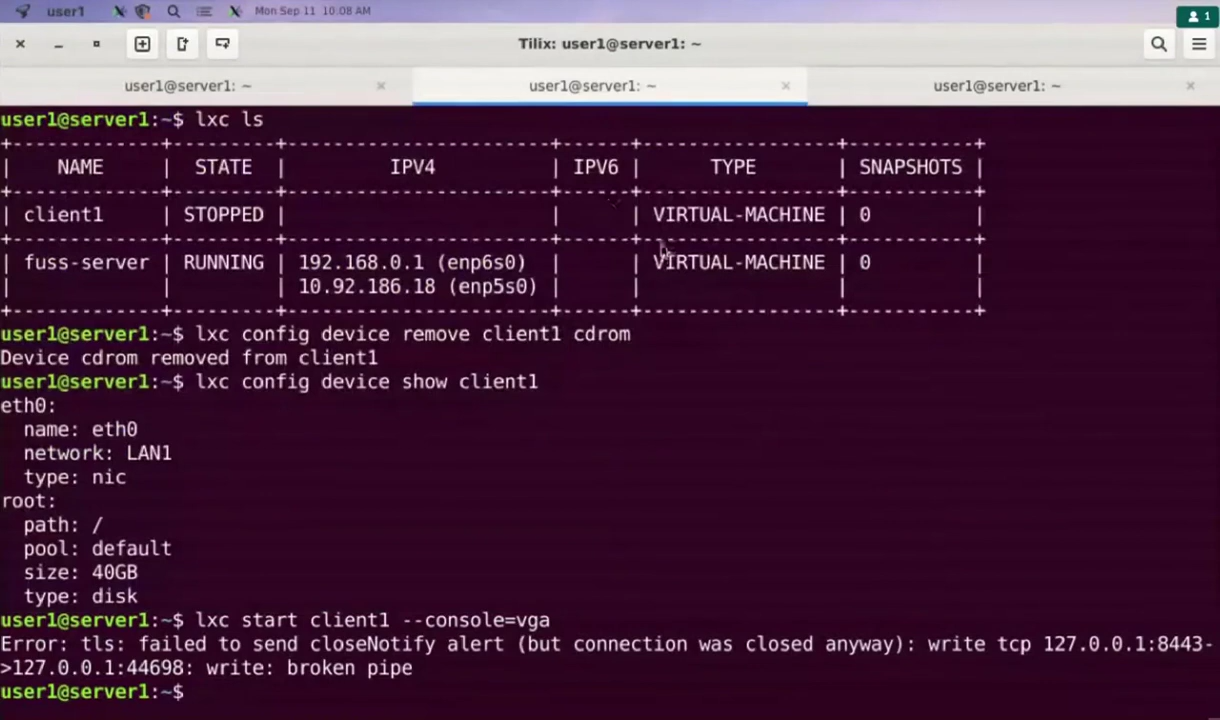 user1 Mon Sep 11 10.08 AM
1
Tilix: user1@server1: ~
user1@server1: ~ user1@server1: ~ user1@server1: ~
user1@server1:~$ lxc ls
+-------------+---------+-----------------------+------+-----------------+-----------+
| NAME | STATE | IPV4 | IPV6 | TYPE | SNAPSHOTS |
+-------------+---------+-----------------------+------+-----------------+-----------+
| client1 | STOPPED | | | VIRTUAL-MACHINE | 0 |
+-------------+---------+-----------------------+------+-----------------+-----------+
| fuss-server | RUNNING | 192.168.0.1 (enp6s0) | | VIRTUAL-MACHINE | 0 |
| | | 10.92.186.18 (enp5s0) | | | |
+-------------+---------+-----------------------+------+-----------------+-----------+
user1@server1:~$ lxc config device remove client1 cdrom
Device cdrom removed from client1
user1@server1:~$ lxc config device show client1
eth0:
  name: eth0
  network: LAN1
  type: nic
root:
  path: /
  pool: default
  size: 40GB
  type: disk
user1@server1:~$ lxc start client1 --console=vga
Error: tls: failed to send closeNotify alert (but connection was closed anyway): write tcp 127.0.0.1:8443-
>127.0.0.1:44698: write: broken pipe
user1@server1:~$